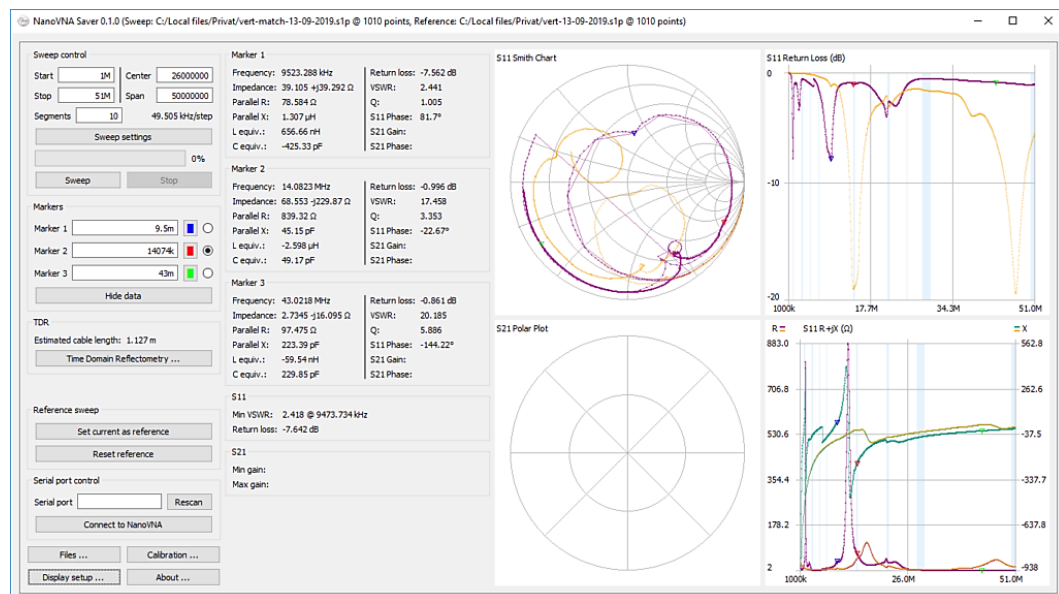 NanoVNA Saver 0.1.0 (Sweep: C:/Local files/Privat/vert-match-13-09-2019.s1p @ 1010 points, Reference: C:/Local files/Privat/vert-13-09-2019.s1p @ 1010 points)
Sweep control
Start 1M Center 26000000
Stop 51M Span 50000000
Segments 10 49.505 kHz/step
Sweep settings
0%
Sweep Stop
Markers
Marker 1 9.5m
Marker 2 14074k
Marker 3 43m
Hide data
TDR
Estimated cable length: 1.127 m
Time Domain Reflectometry ...
Reference sweep
Set current as reference
Reset reference
Serial port control
Serial port Rescan
Connect to NanoVNA
Files ... Calibration ...
Display setup ... About ...
Marker 1
Frequency: 9523.288 kHz Return loss: -7.562 dB
Impedance: 39.105 +j39.292 Ω VSWR: 2.441
Parallel R: 78.584 Ω Q: 1.005
Parallel X: 1.307 μH S11 Phase: 81.7°
L equiv.: 656.66 nH S21 Gain:
C equiv.: -425.33 pF S21 Phase:
Marker 2
Frequency: 14.0823 MHz Return loss: -0.996 dB
Impedance: 68.553 -j229.87 Ω VSWR: 17.458
Parallel R: 839.32 Ω Q: 3.353
Parallel X: 45.15 pF S11 Phase: -22.67°
L equiv.: -2.598 μH S21 Gain:
C equiv.: 49.17 pF S21 Phase:
Marker 3
Frequency: 43.0218 MHz Return loss: -0.861 dB
Impedance: 2.7345 -j16.095 Ω VSWR: 20.185
Parallel R: 97.475 Ω Q: 5.886
Parallel X: 223.39 pF S11 Phase: -144.22°
L equiv.: -59.54 nH S21 Gain:
C equiv.: 229.85 pF S21 Phase:
S11
Min VSWR: 2.418 @ 9473.734 kHz
Return loss: -7.642 dB
S21
Min gain:
Max gain:
S11 Smith Chart
S11 Return Loss (dB)
0
-10
-20
1000k 17.7M 34.3M 51.0M
S21 Polar Plot
R S11 R+jX (Ω) X
883.0 562.8
706.8 262.6
530.6 -37.5
354.4 -337.7
178.2 -637.8
2 -938
1000k 26.0M 51.0M